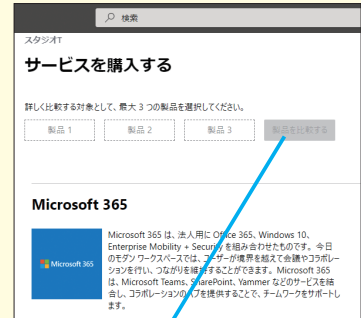 検索
スタジオT
サービスを購入する
詳しく比較する対象として、最大 3 つの製品を選択してください。
製品 1 製品 2 製品 3 製品を比較する
Microsoft 365
Microsoft 365
Microsoft 365 は、法人用に Office 365、Windows 10、
Enterprise Mobility + Security を組み合わせたものです。今日
のモダン ワークスペースでは、ユーザーが境界を越えて会議やコラボレー
ションを行い、つながりを維持することができます。Microsoft 365
は、Microsoft Teams、SharePoint、Yammer などのサービスを結
合し、コラボレーションのハブを提供することで、チームワークをサポートし
ます。